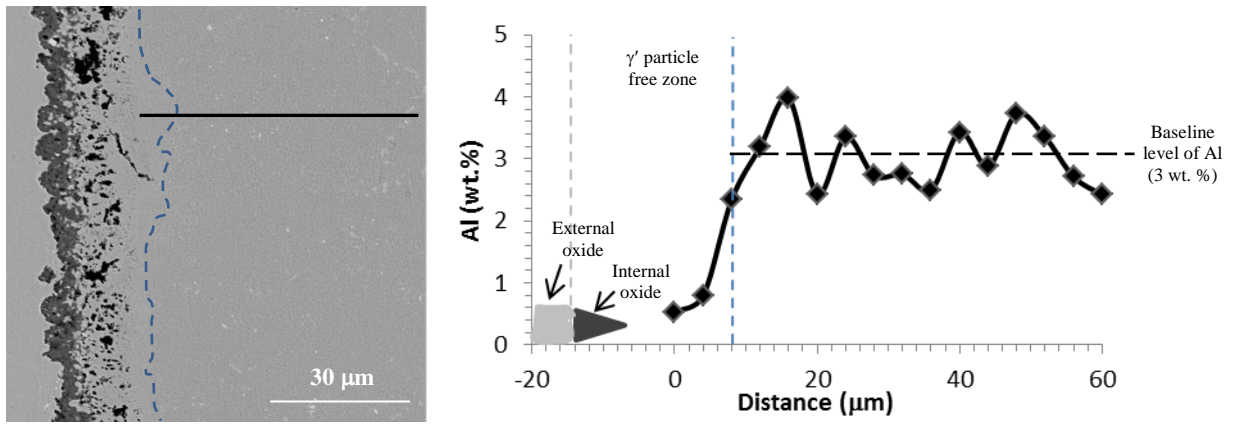 30 μm
5
4
3
2
1
0
Al (wt.%)
γ′ particle
free zone
External
oxide
Internal
oxide
Baseline
level of Al
(3 wt. %)
-20
0
20
40
60
Distance (μm)